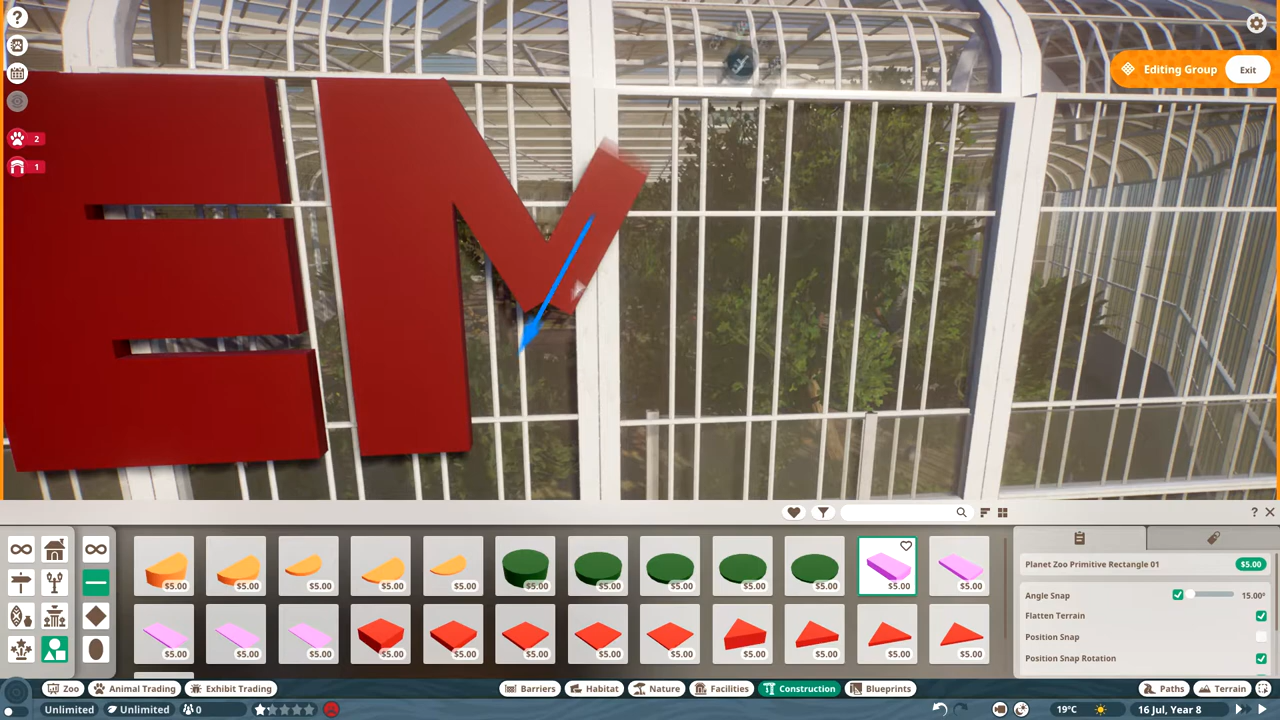 ?
Editing Group Exit
2
1
EM
? ✕
$5.00 $5.00 $5.00 $5.00 $5.00 $5.00 $5.00 $5.00 $5.00 $5.00 $5.00 $5.00
$5.00 $5.00 $5.00 $5.00 $5.00 $5.00 $5.00 $5.00 $5.00 $5.00 $5.00 $5.00
Planet Zoo Primitive Rectangle 01 $5.00
Angle Snap 15.00°
Flatten Terrain
Position Snap
Position Snap Rotation
Zoo Animal Trading Exhibit Trading Barriers Habitat Nature Facilities Construction Blueprints Paths Terrain
Unlimited Unlimited 0 19°C 16 Jul, Year 8